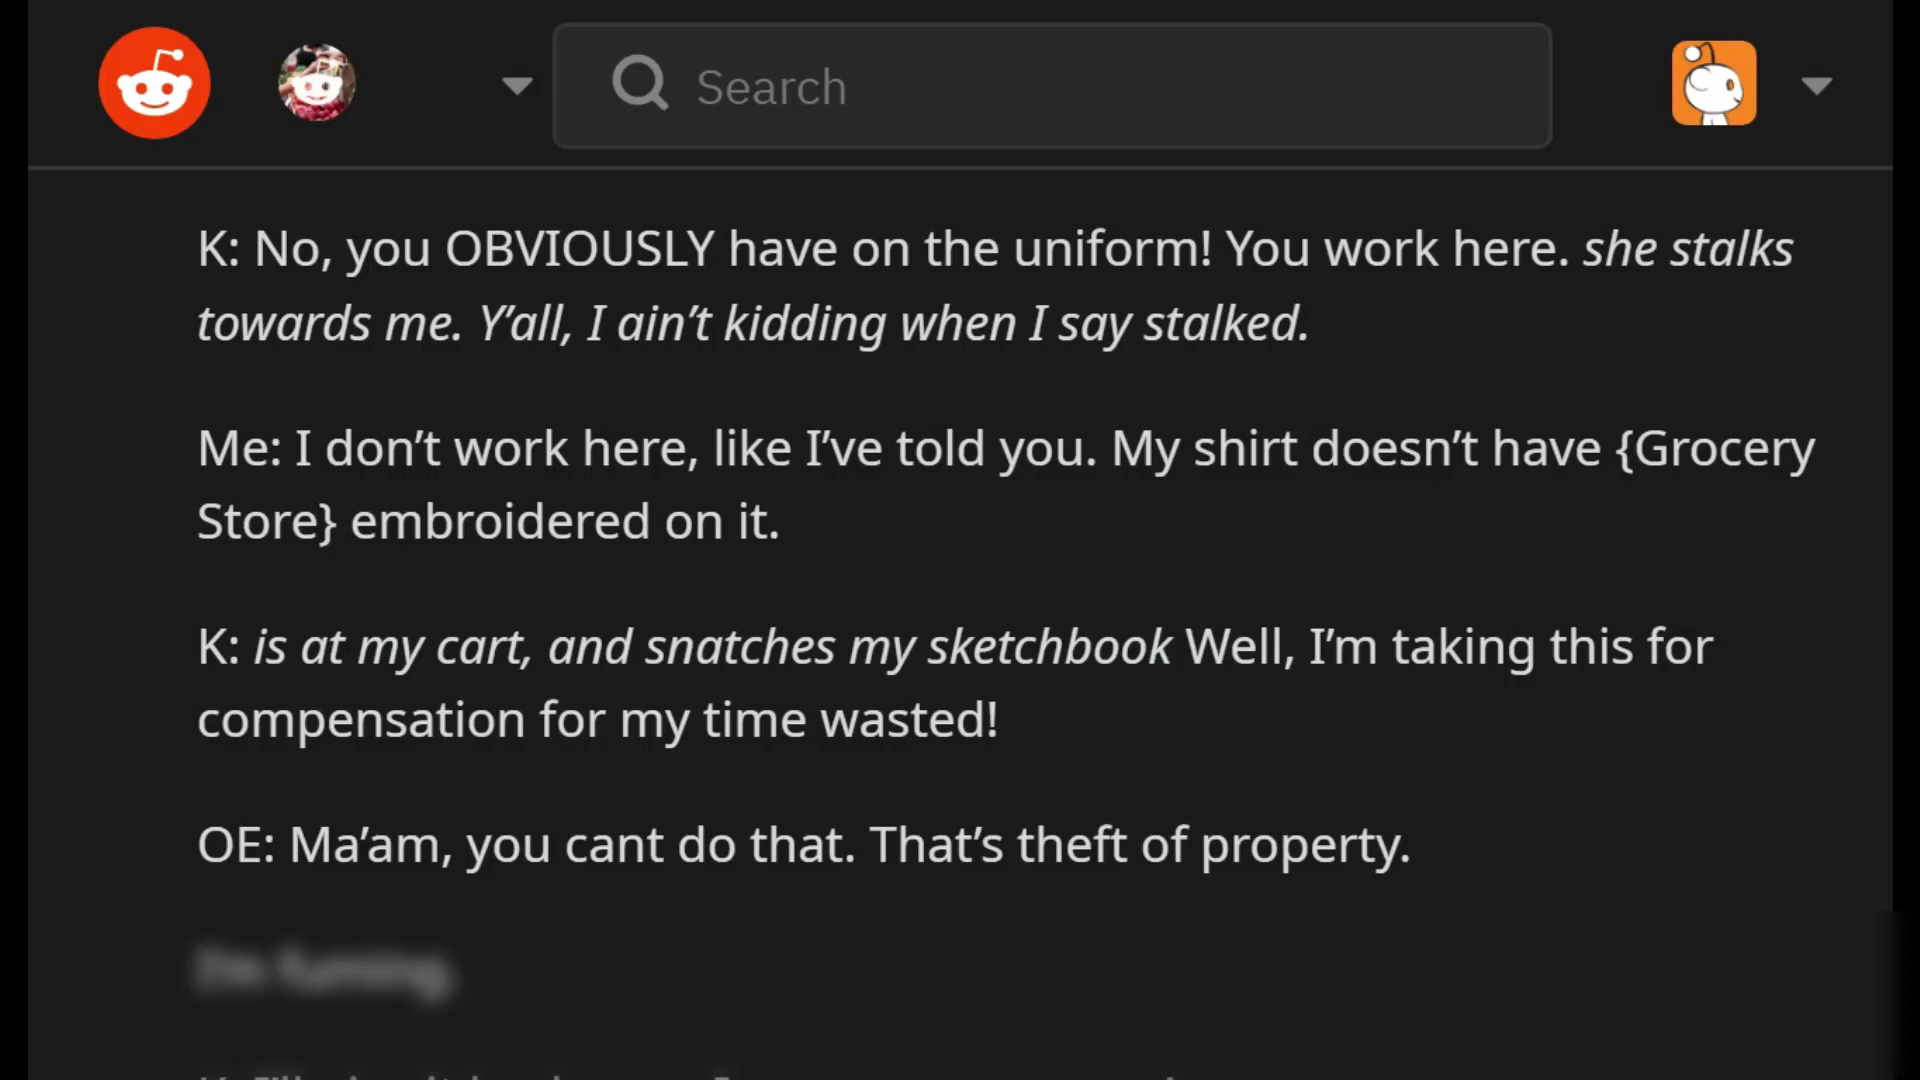 Search
K: No, you OBVIOUSLY have on the uniform! You work here. she stalks
towards me. Y’all, I ain’t kidding when I say stalked.
Me: I don’t work here, like I’ve told you. My shirt doesn’t have {Grocery
Store} embroidered on it.
K: is at my cart, and snatches my sketchbook Well, I’m taking this for
compensation for my time wasted!
OE: Ma’am, you cant do that. That’s theft of property.
I'm fuming.